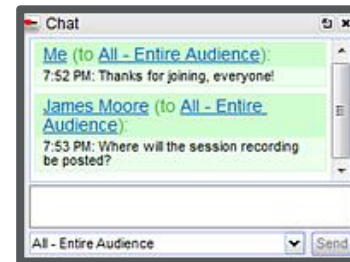 Chat
Me (to All - Entire Audience):
7:52 PM: Thanks for joining, everyone!
James Moore (to All - Entire
Audience):
7:53 PM: Where will the session recording
be posted?
All - Entire Audience
Send